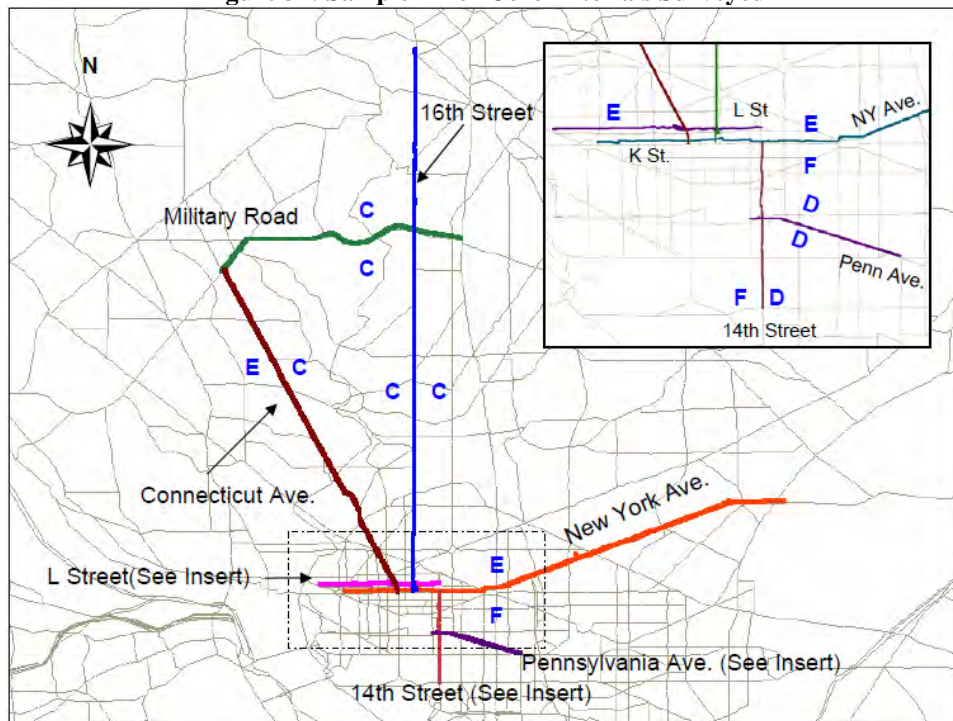 N
16th Street
Military Road
C
C
E C
C C
Connecticut Ave.
New York Ave.
L Street(See Insert)
E
F
Pennsylvania Ave. (See Insert)
14th Street (See Insert)
E
L St
E
NY Ave.
K St.
F
D
D
Penn Ave.
F D
14th Street